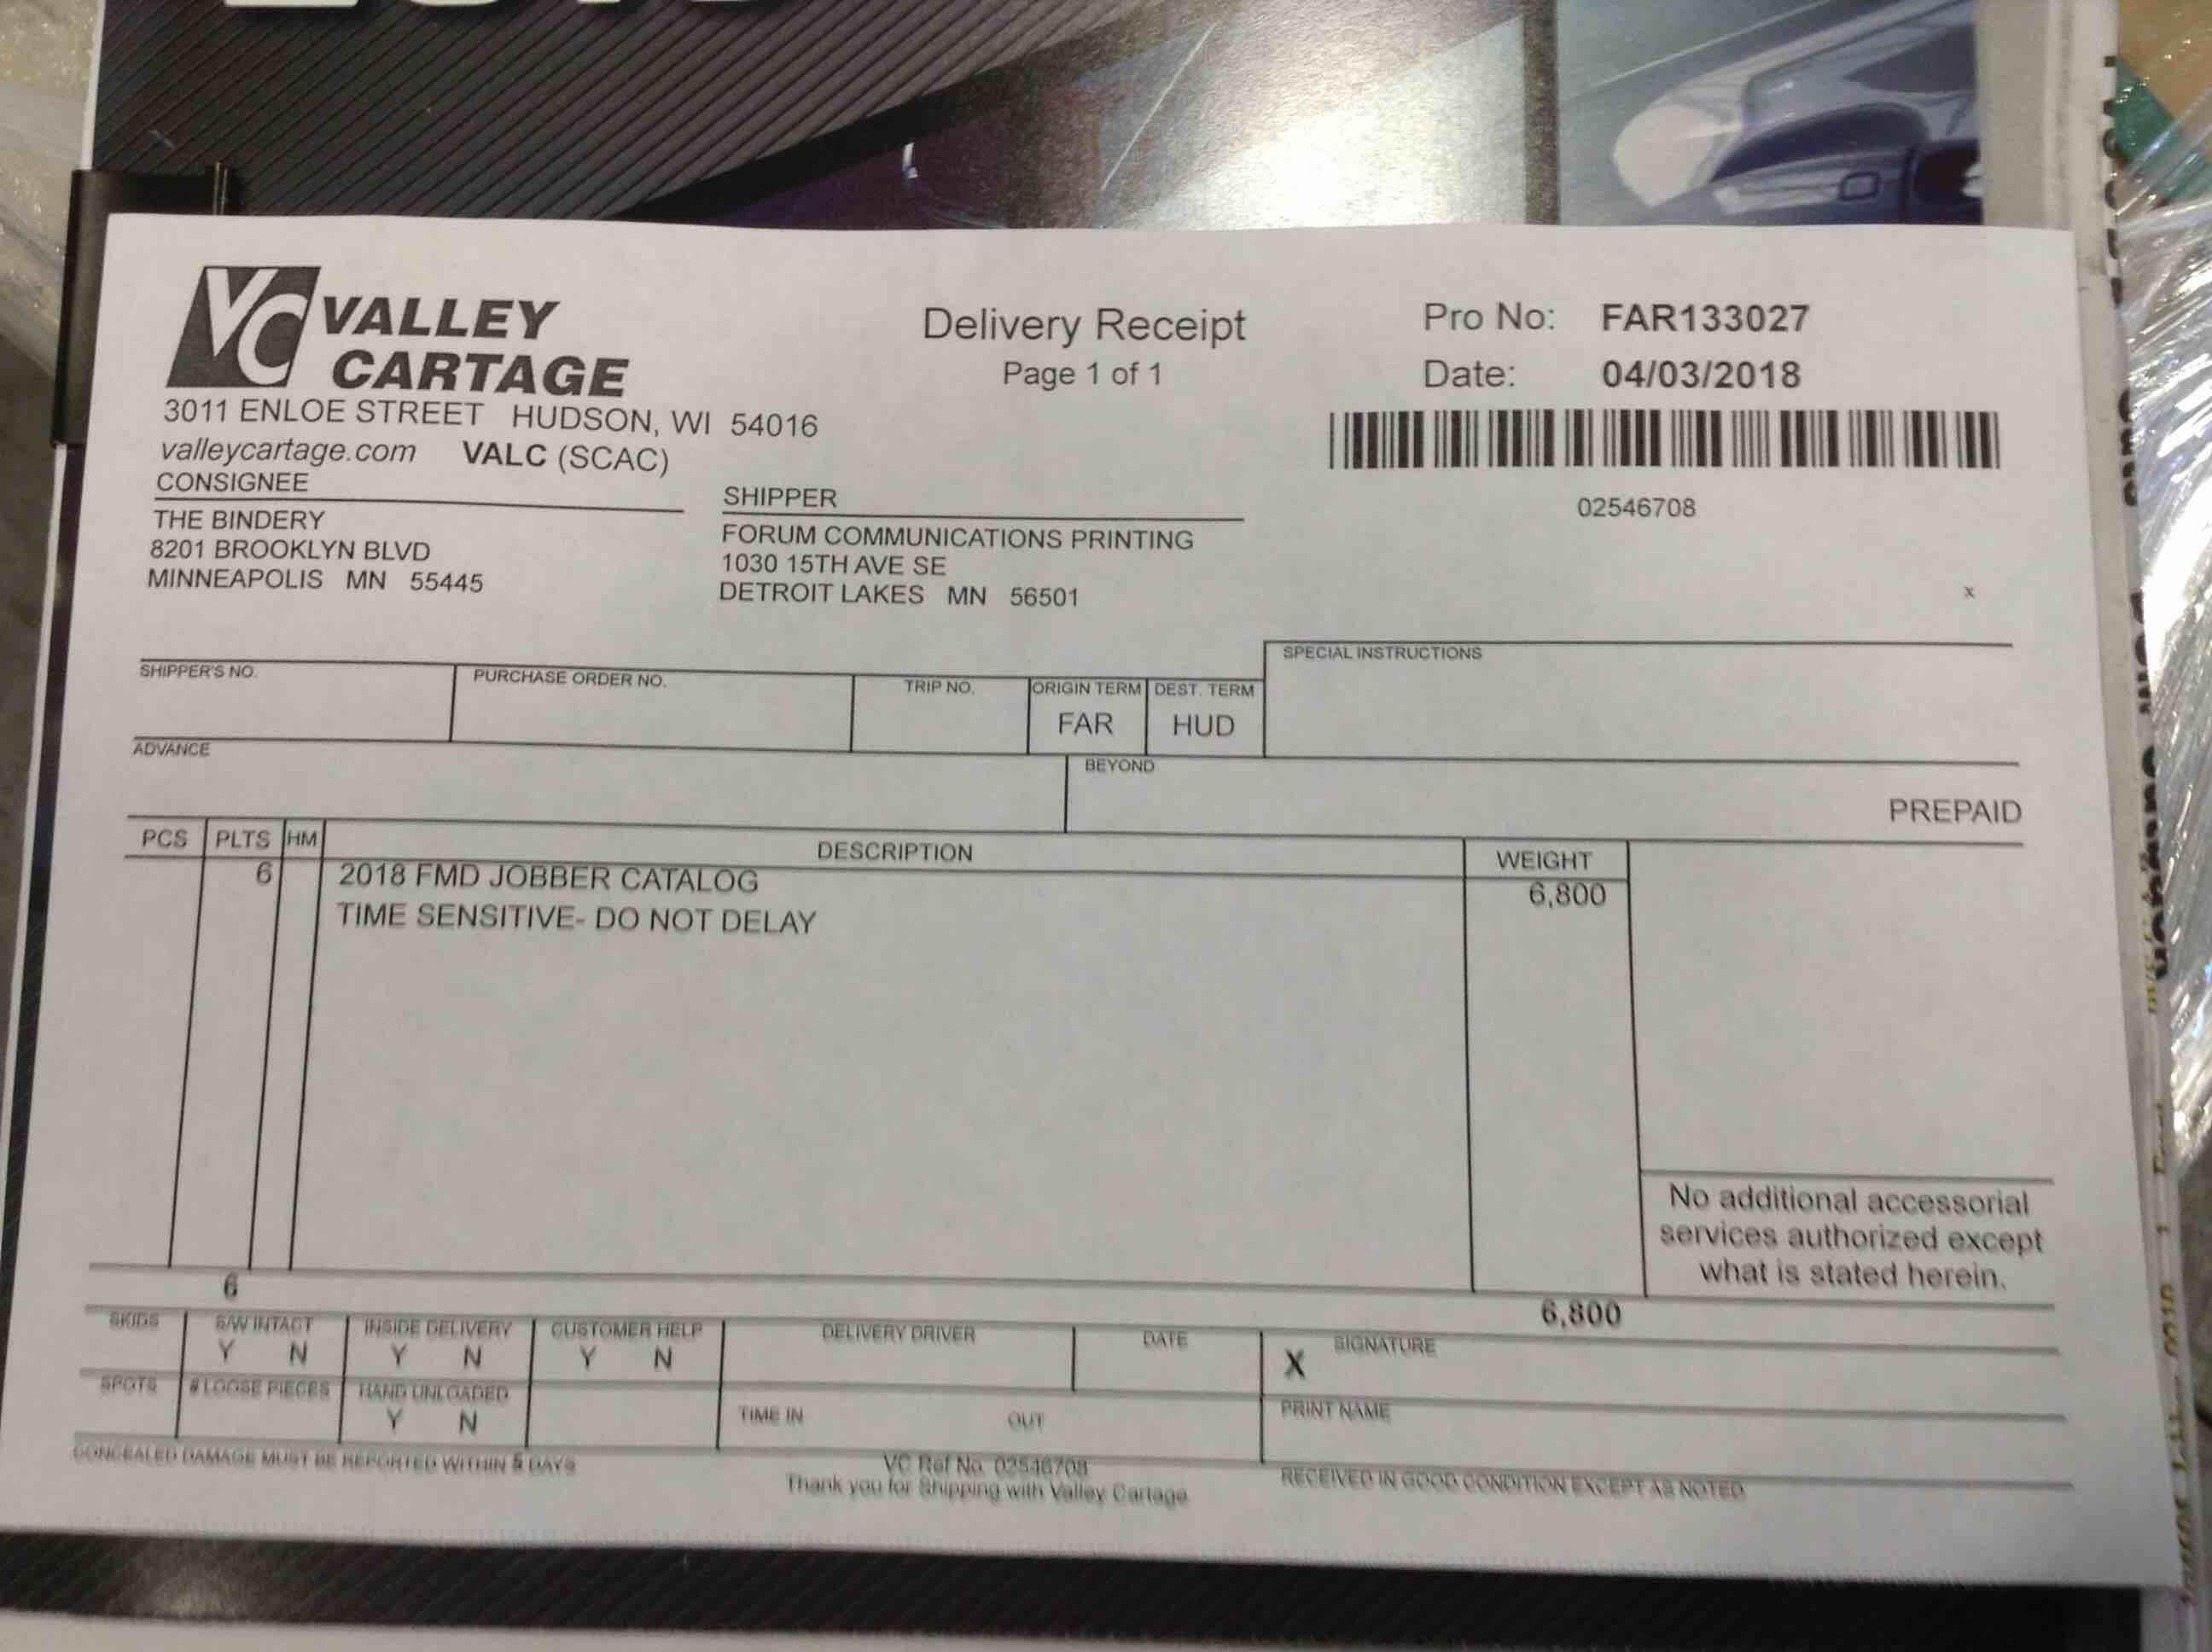 VC VALLEY
CARTAGE
3011 ENLOE STREET HUDSON, WI 54016
valleycartage.com VALC (SCAC)
Delivery Receipt
Page 1 of 1
Pro No: FAR133027
Date: 04/03/2018
02546708
CONSIGNEE
THE BINDERY
8201 BROOKLYN BLVD
MINNEAPOLIS MN 55445
SHIPPER
FORUM COMMUNICATIONS PRINTING
1030 15TH AVE SE
DETROIT LAKES MN 56501
x
SHIPPER'S NO. PURCHASE ORDER NO. TRIP NO. ORIGIN TERM DEST. TERM SPECIAL INSTRUCTIONS
FAR HUD
ADVANCE BEYOND
PREPAID
PCS PLTS HM DESCRIPTION WEIGHT
6 2018 FMD JOBBER CATALOG 6,800
TIME SENSITIVE- DO NOT DELAY
No additional accessorial
services authorized except
what is stated herein.
6 6,800
SKIDS S/W INTACT INSIDE DELIVERY CUSTOMER HELP DELIVERY DRIVER DATE SIGNATURE
Y N Y N Y N X
SPOTS # LOOSE PIECES HAND UNLOADED TIME IN OUT PRINT NAME
Y N
CONCEALED DAMAGE MUST BE REPORTED WITHIN 5 DAYS
VC Ref No. 02546708
Thank you for Shipping with Valley Cartage
RECEIVED IN GOOD CONDITION EXCEPT AS NOTED